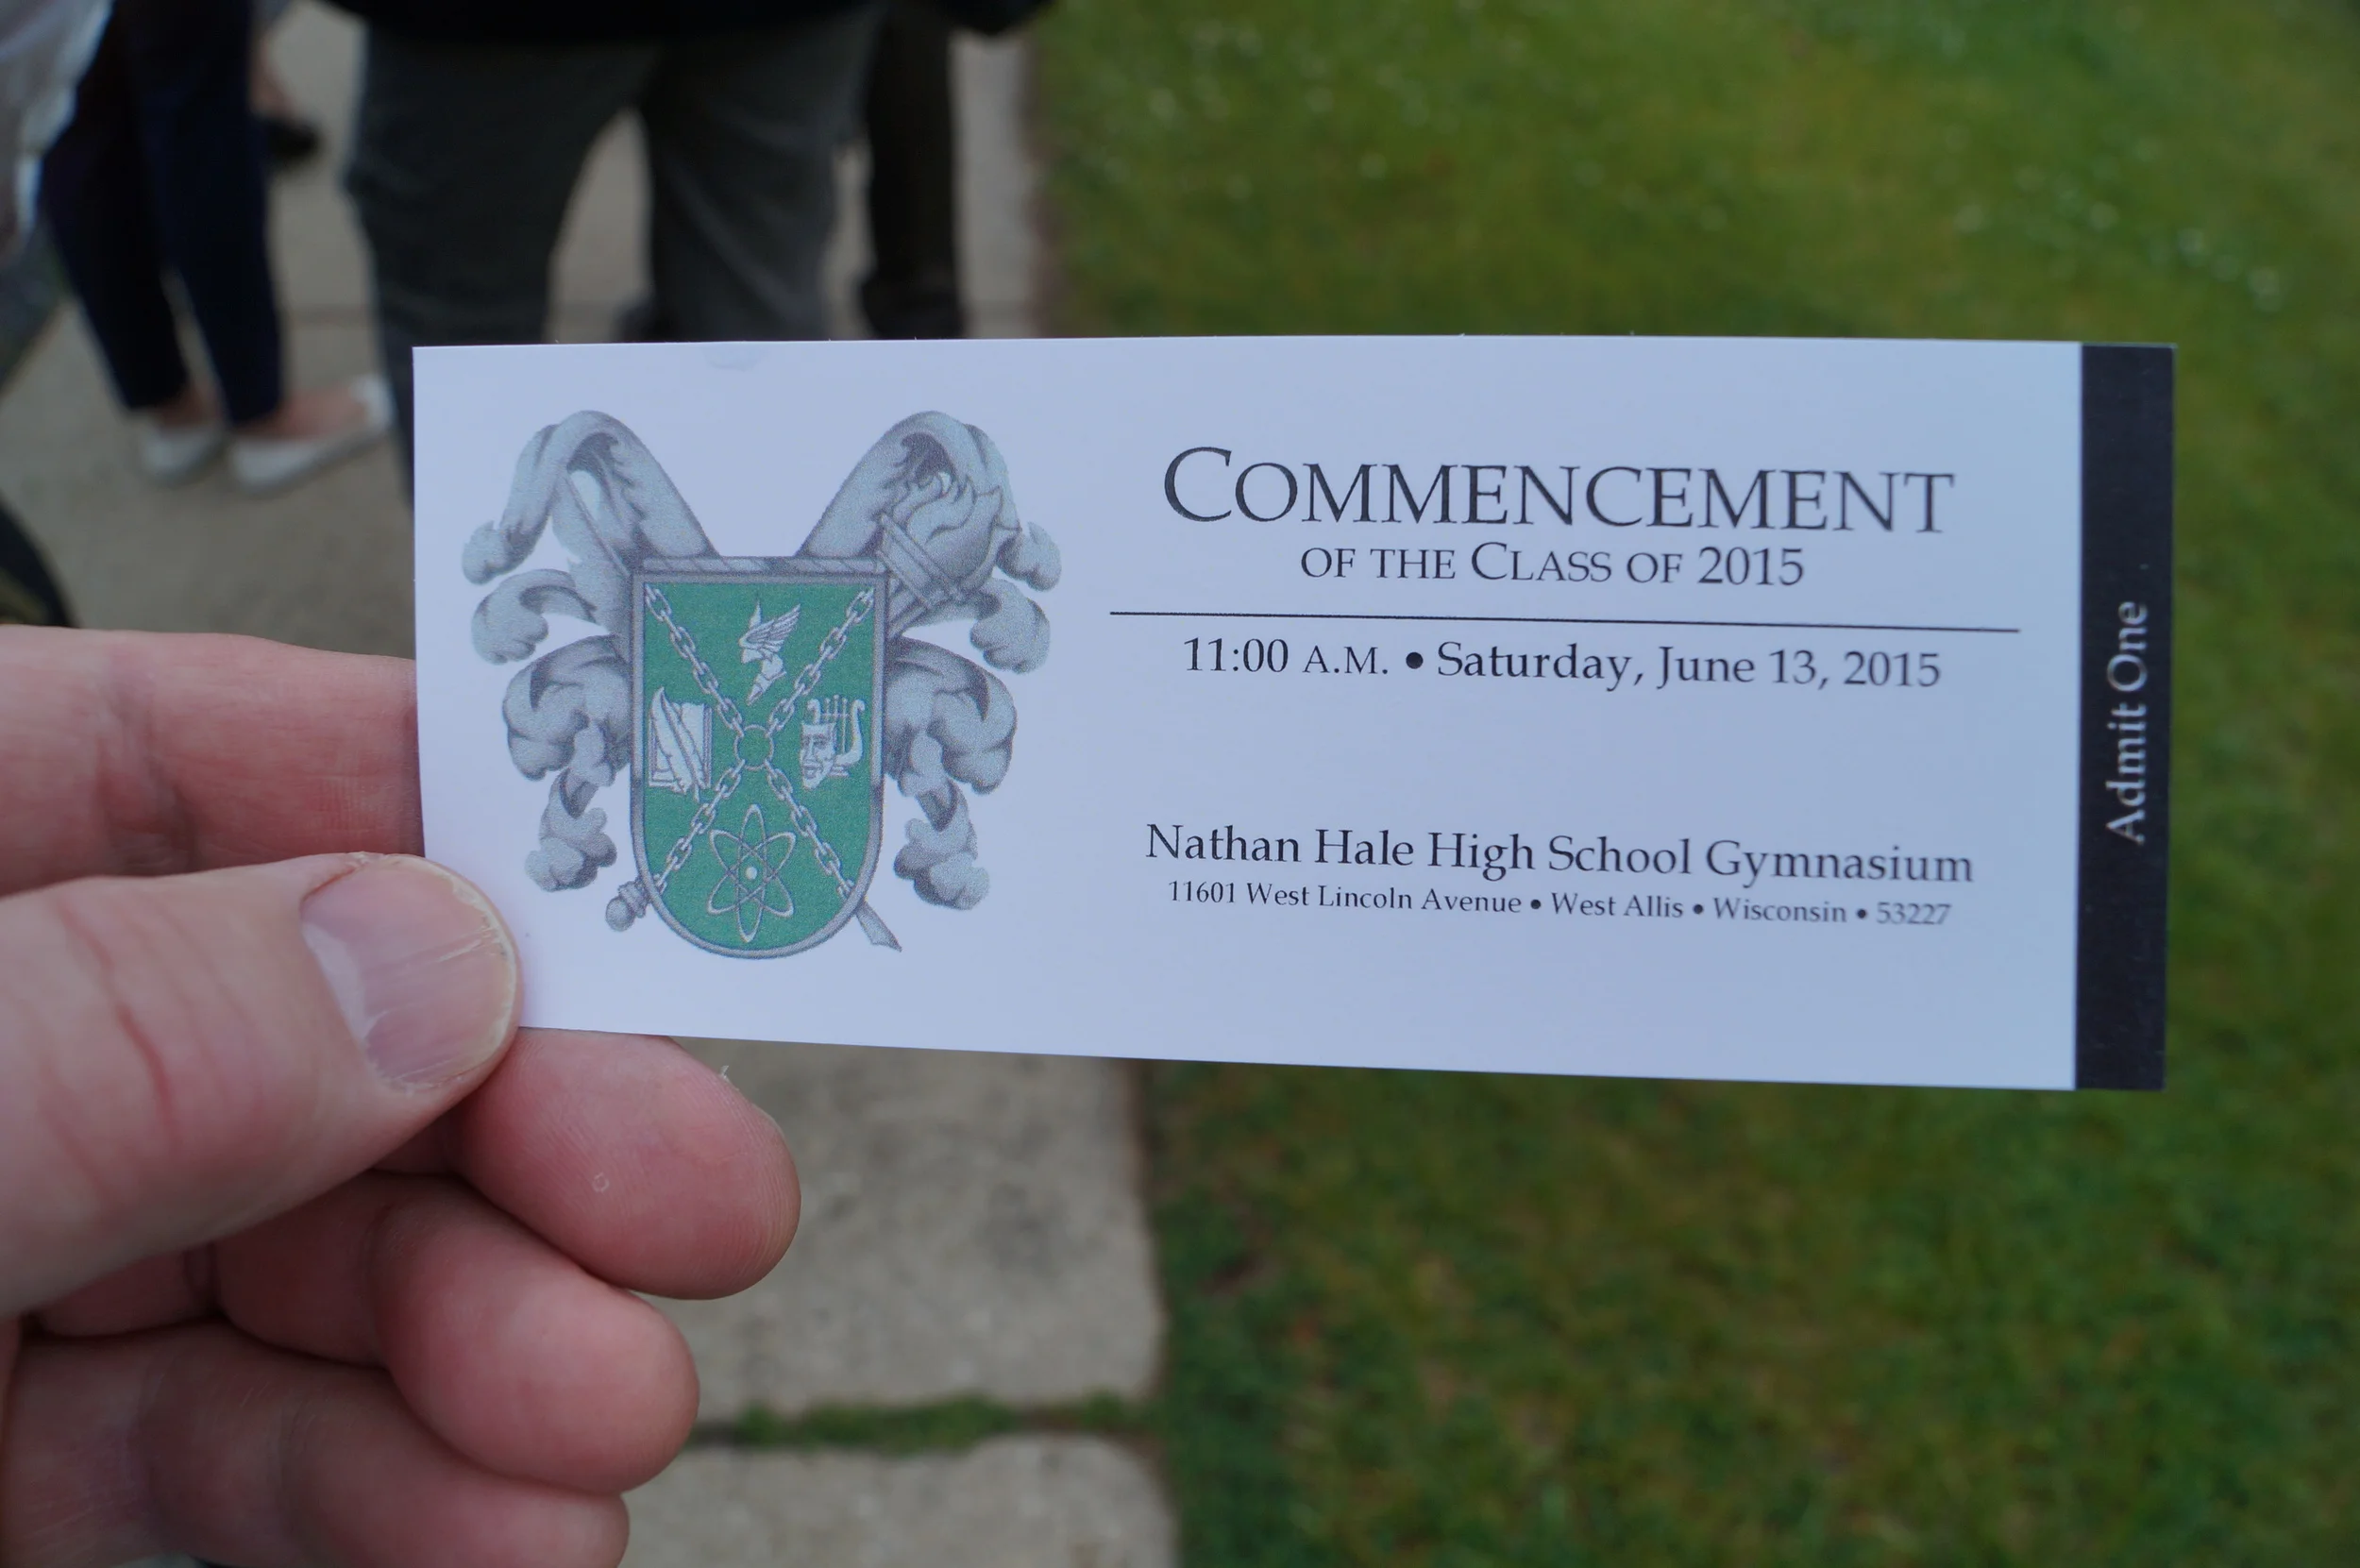 COMMENCEMENT
OF THE CLASS OF 2015
11:00 A.M. • Saturday, June 13, 2015
Nathan Hale High School Gymnasium
11601 West Lincoln Avenue • West Allis • Wisconsin • 53227
Admit One